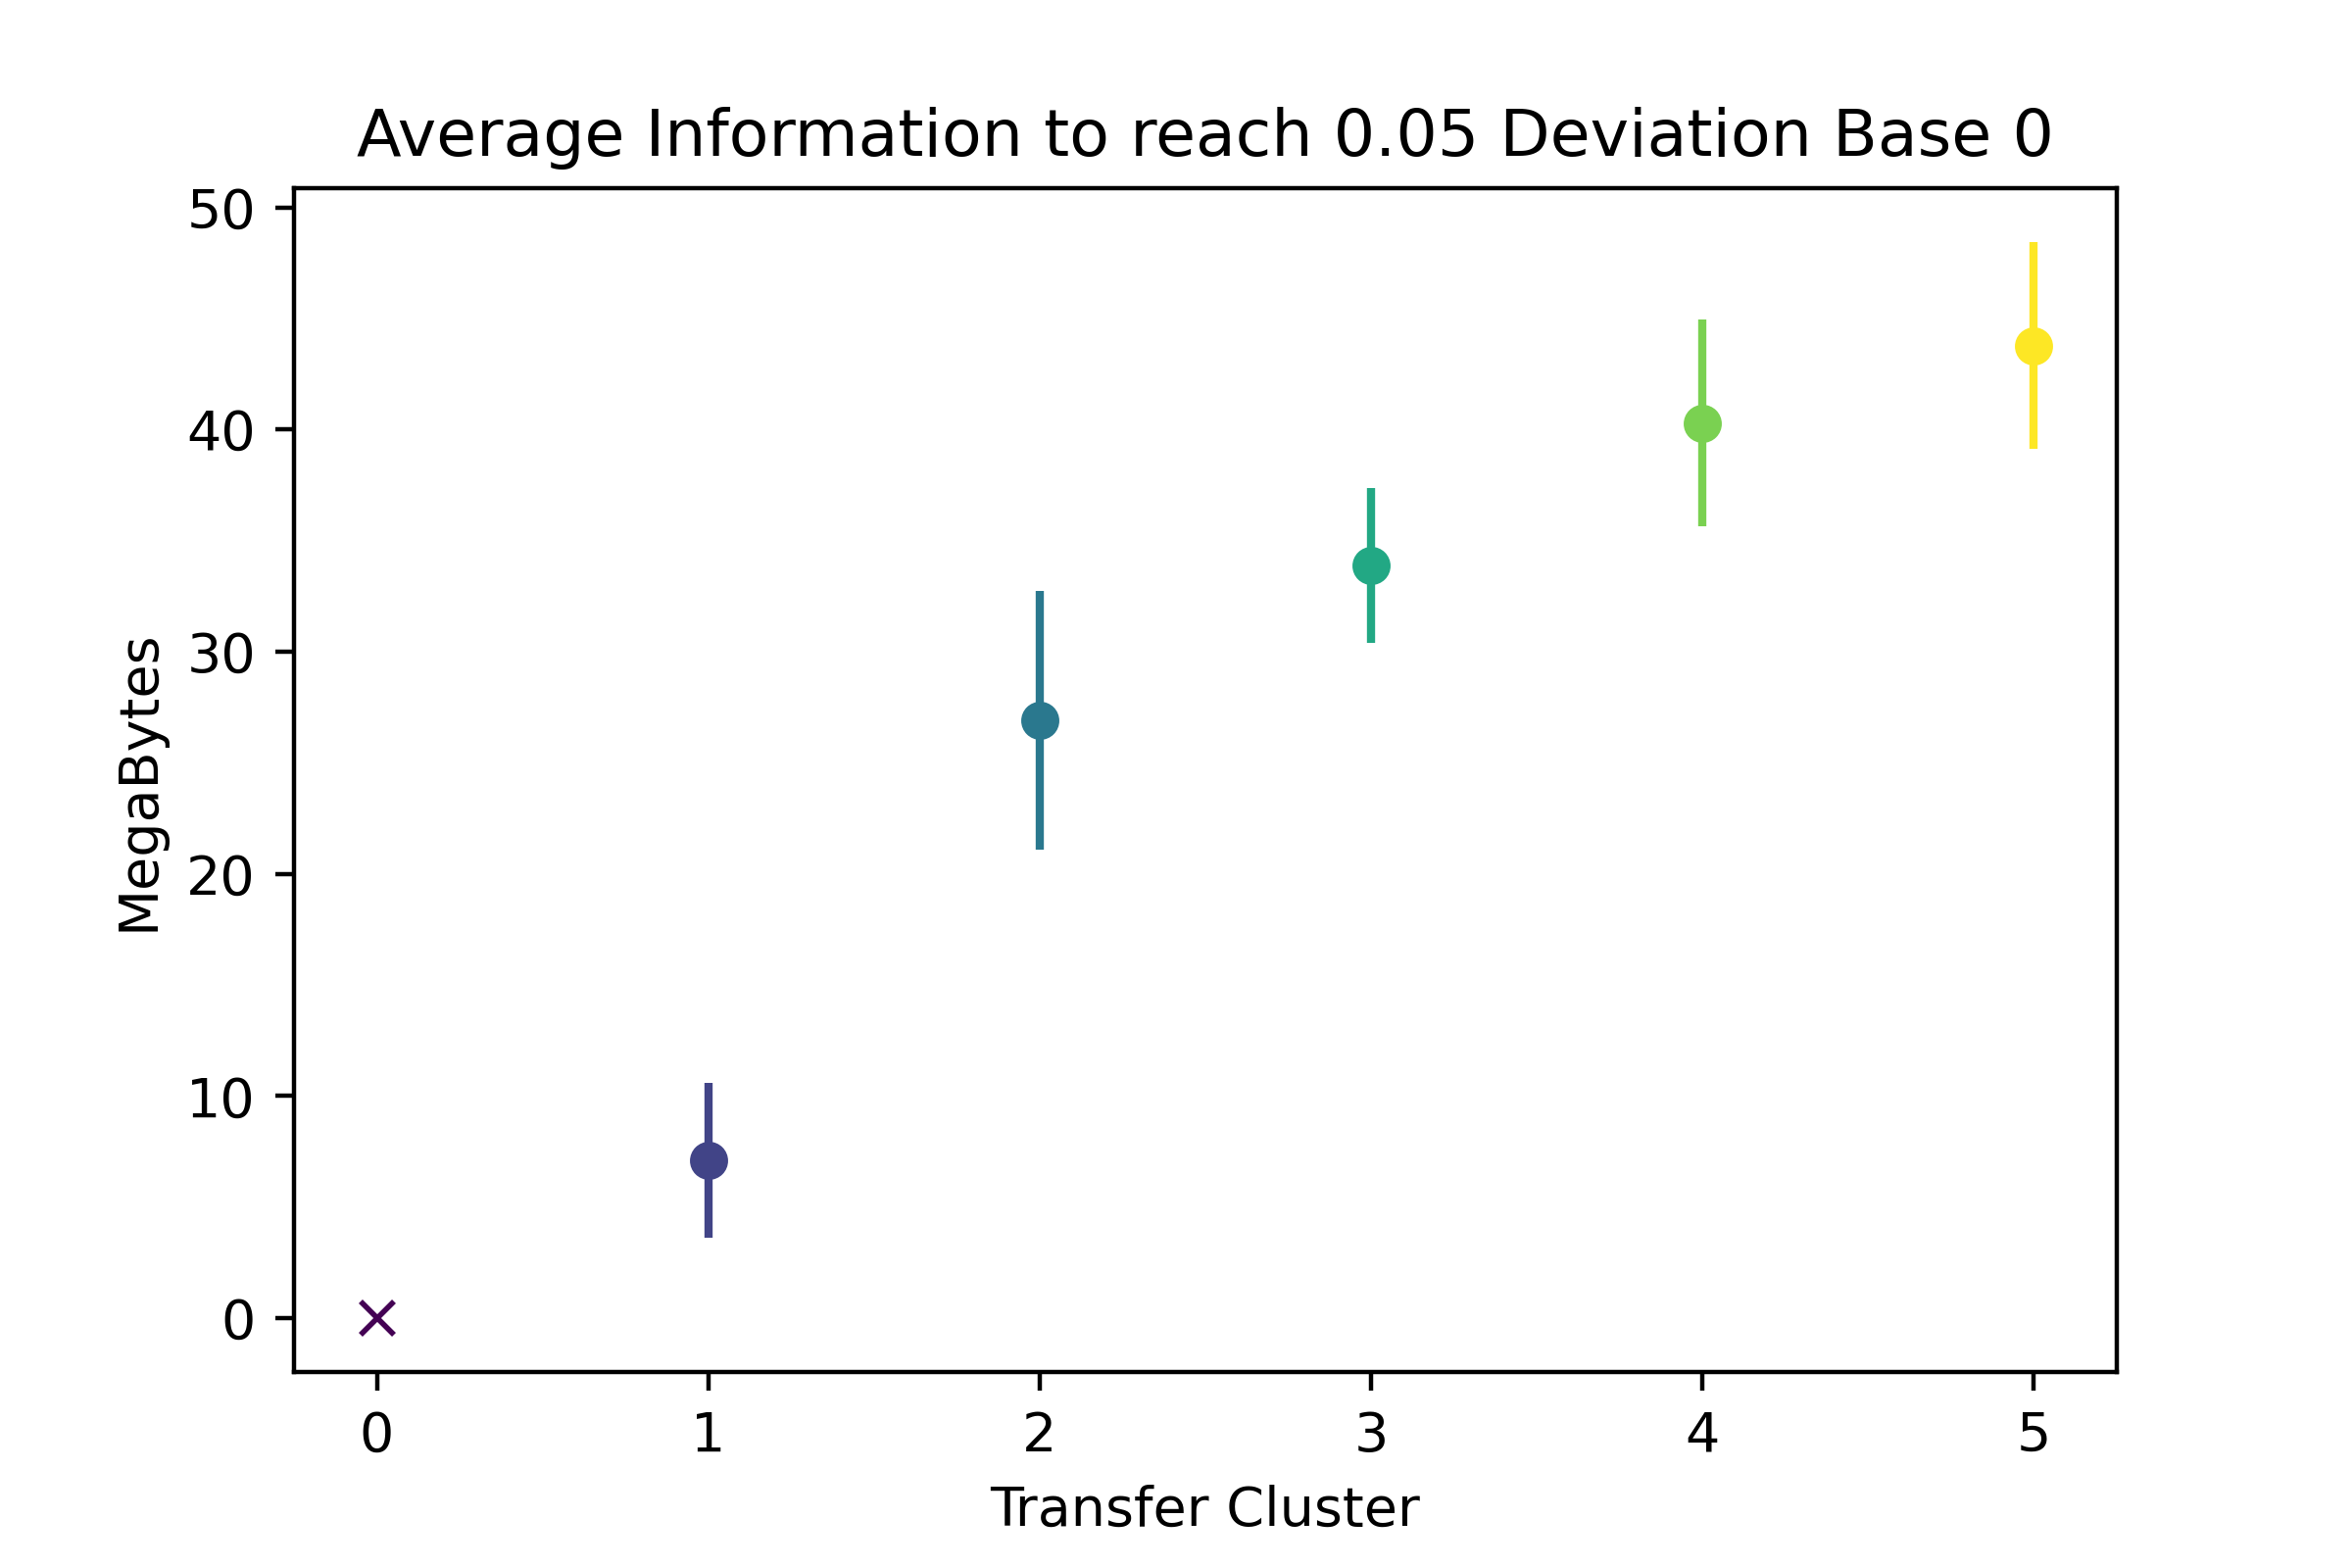 Average Information to reach 0.05 Deviation Base 0
50
40
30
20
10
0
MegaBytes
0 1 2 3 4 5
Transfer Cluster